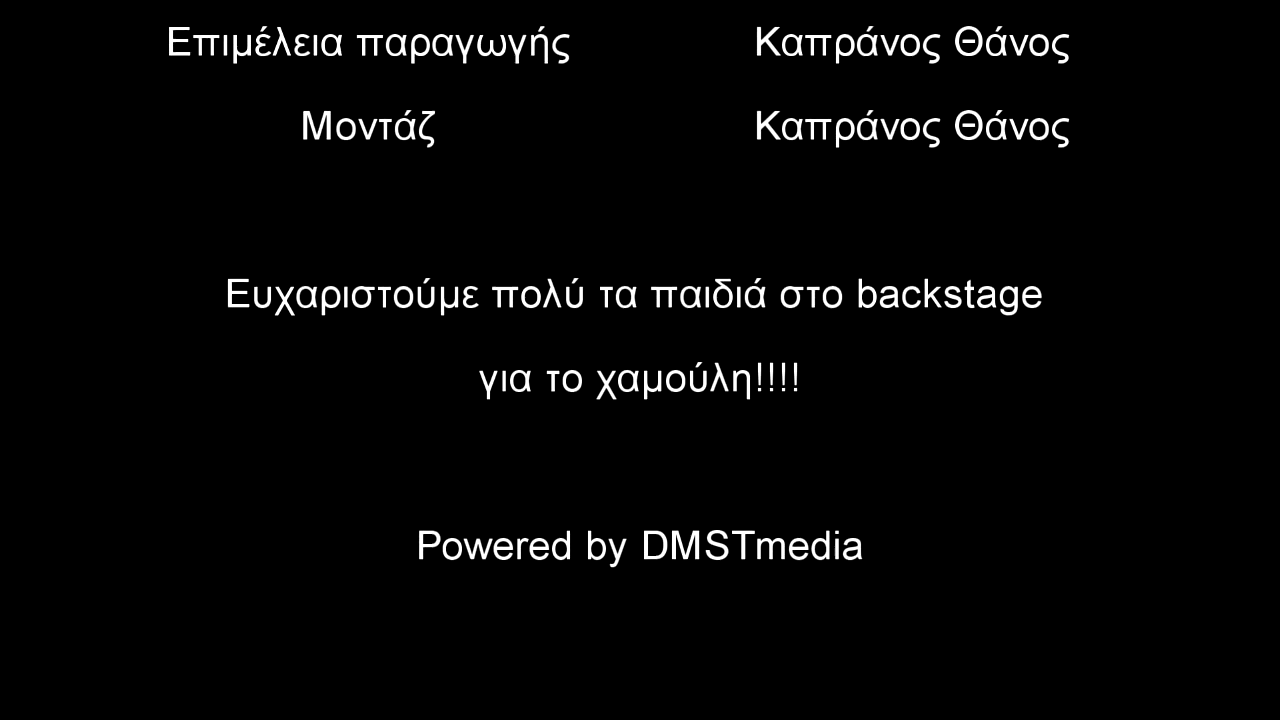 Επιμέλεια παραγωγής Καπράνος Θάνος
Μοντάζ Καπράνος Θάνος
Ευχαριστούμε πολύ τα παιδιά στο backstage
για το χαμούλη!!!!
Powered by DMSTmedia